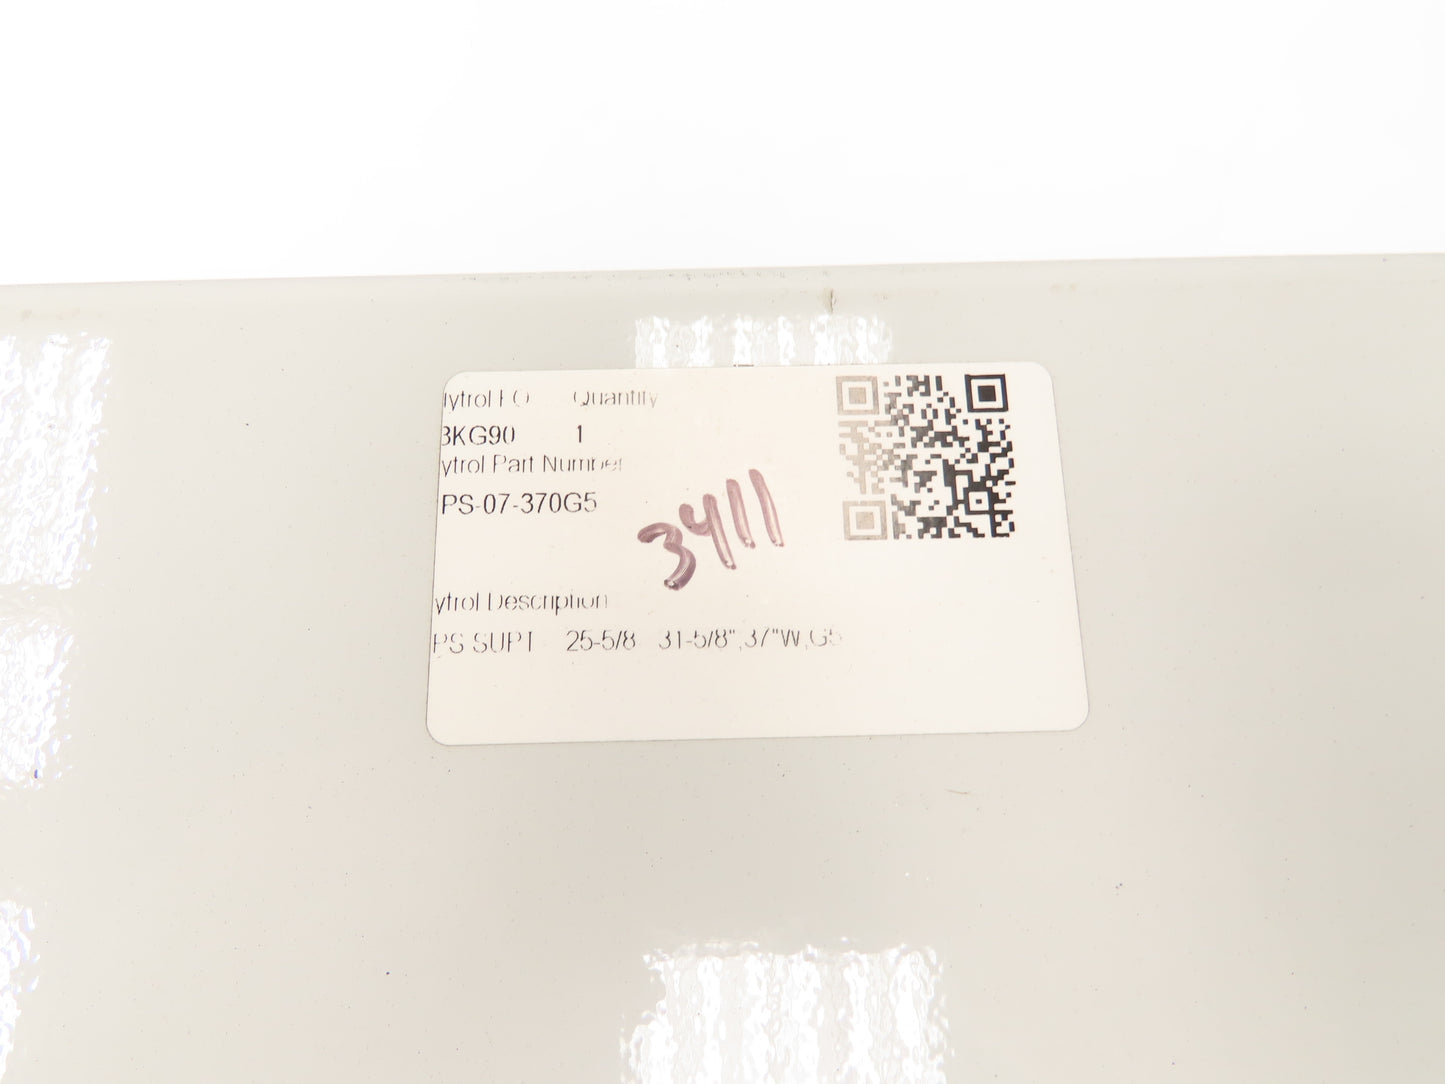 ytrol FO Quantity
3KG90 1
ytrol Part Number
PS-07-370G5
3411
ytrol Description
PS SUPT 25-5/8 31-5/8",37"W,G5